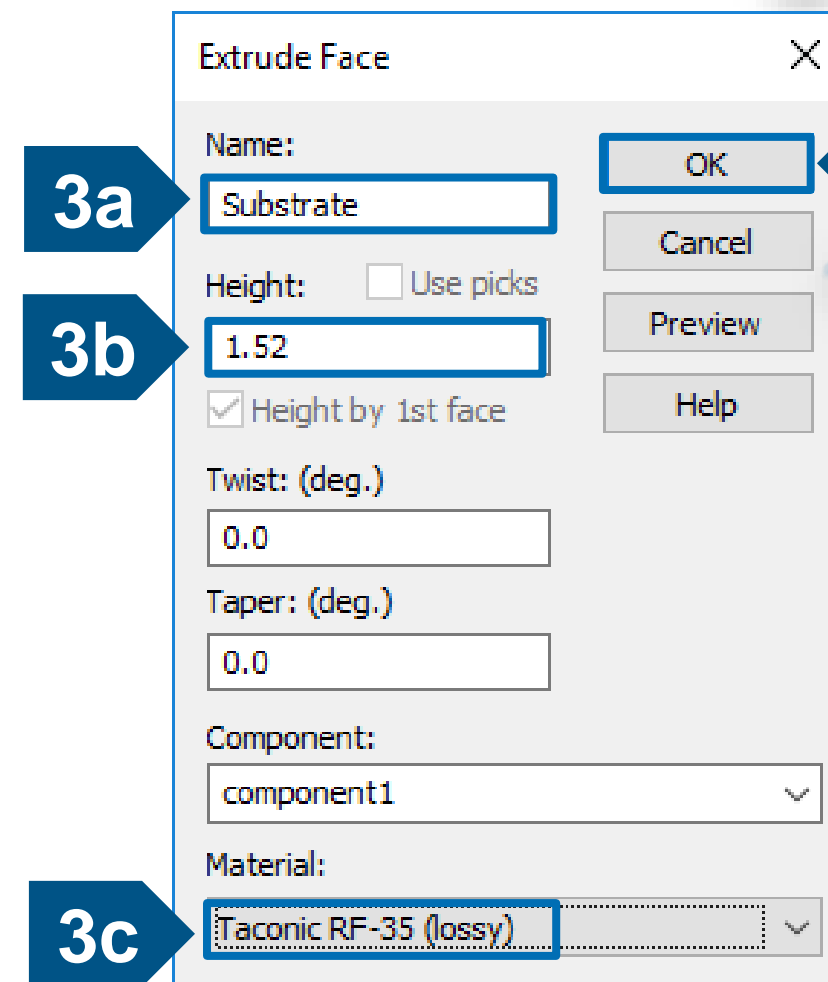 Extrude Face
Name:
OK
3a
Substrate
Cancel
Height:
Use picks
3b
1.52
Preview
Height by 1st face
Help
Twist: (deg.)
0.0
Taper: (deg.)
0.0
Component:
component1
Material:
3c
Taconic RF-35 (lossy)